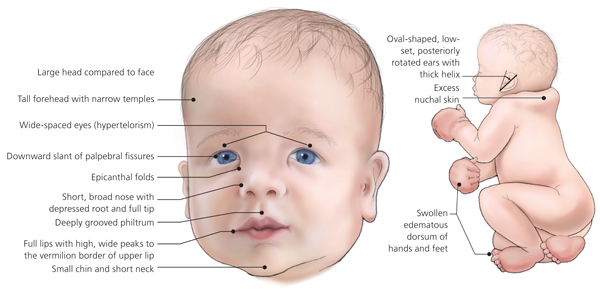 Large head compared to face
Tall forehead with narrow temples
Wide-spaced eyes (hypertelorism)
Downward slant of palpebral fissures
Epicanthal folds
Short, broad nose with
depressed root and full tip
Deeply grooved philtrum
Full lips with high, wide peaks to
the vermilion border of upper lip
Small chin and short neck
Oval-shaped, low-
set, posteriorly
rotated ears with
thick helix
Excess
nuchal skin
Swollen
edematous
dorsum of
hands and feet